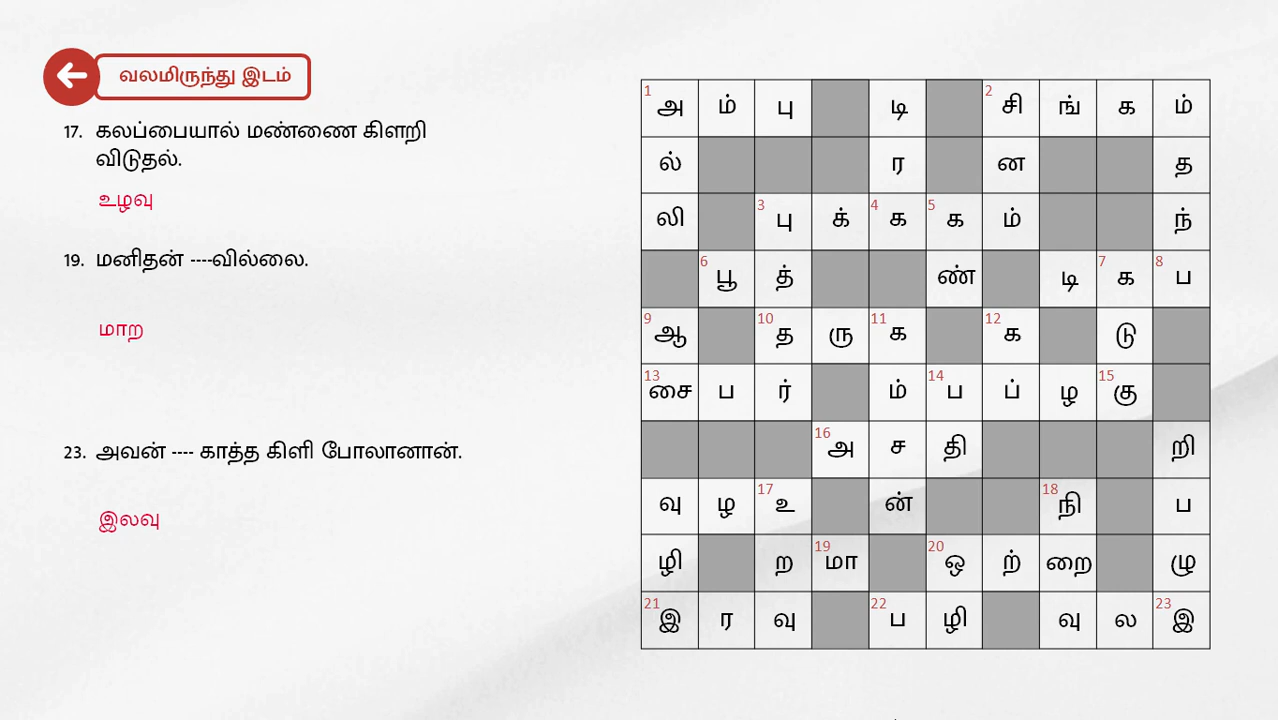 வலமிருந்து இடம்
17. கலப்பையால் மண்ணை கிளறி
விடுதல்.
உழவு
19. மனிதன் ----வில்லை.
மாற
23. அவன் ---- காத்த கிளி போலானான்.
இலவு
1 அ ம் பு டி 2 சி ங் க ம்
ல் ர ன த
லி 3 பு க் 4 க 5 க ம் ந்
6 பூ த் ண் டி 7 க 8 ப
9 ஆ 10 த ரு 11 க 12 க டு
13 சை ப ர் ம் 14 ப ப் ழ 15 கு
16 அ ச தி றி
வு ழ 17 உ ன் 18 நி ப
ழி ற 19 மா 20 ஒ ற் றை ழு
21 இ ர வு 22 ப ழி வு ல 23 இ